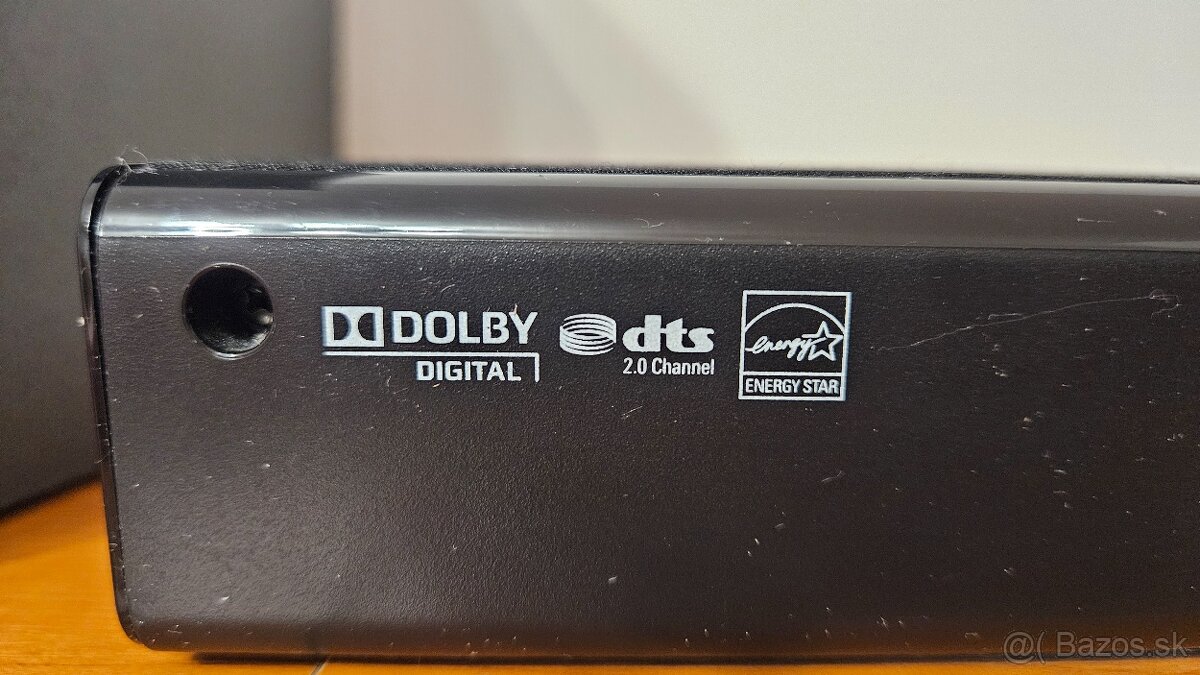 DOLBY
DIGITAL
dts
2.0 Channel
energy
ENERGY STAR
@( Bazos.sk